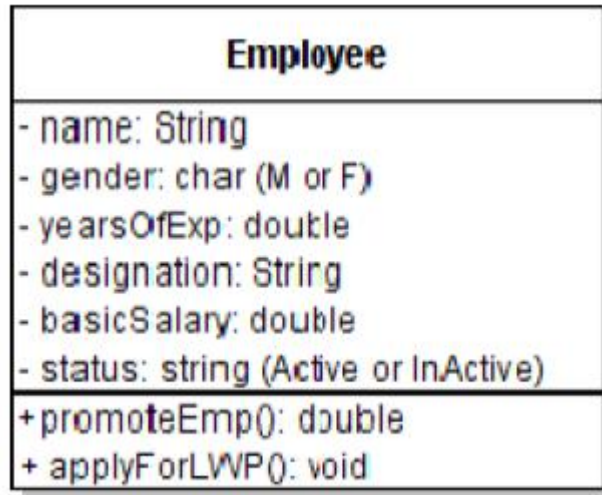 Employee
- name: String
- gender: char (M or F)
- yearsOfExp: double
- designation: String
- basicSalary: double
- status: string (Active or InActive)
+promoteEmp(): double
+ applyForLWP(): void